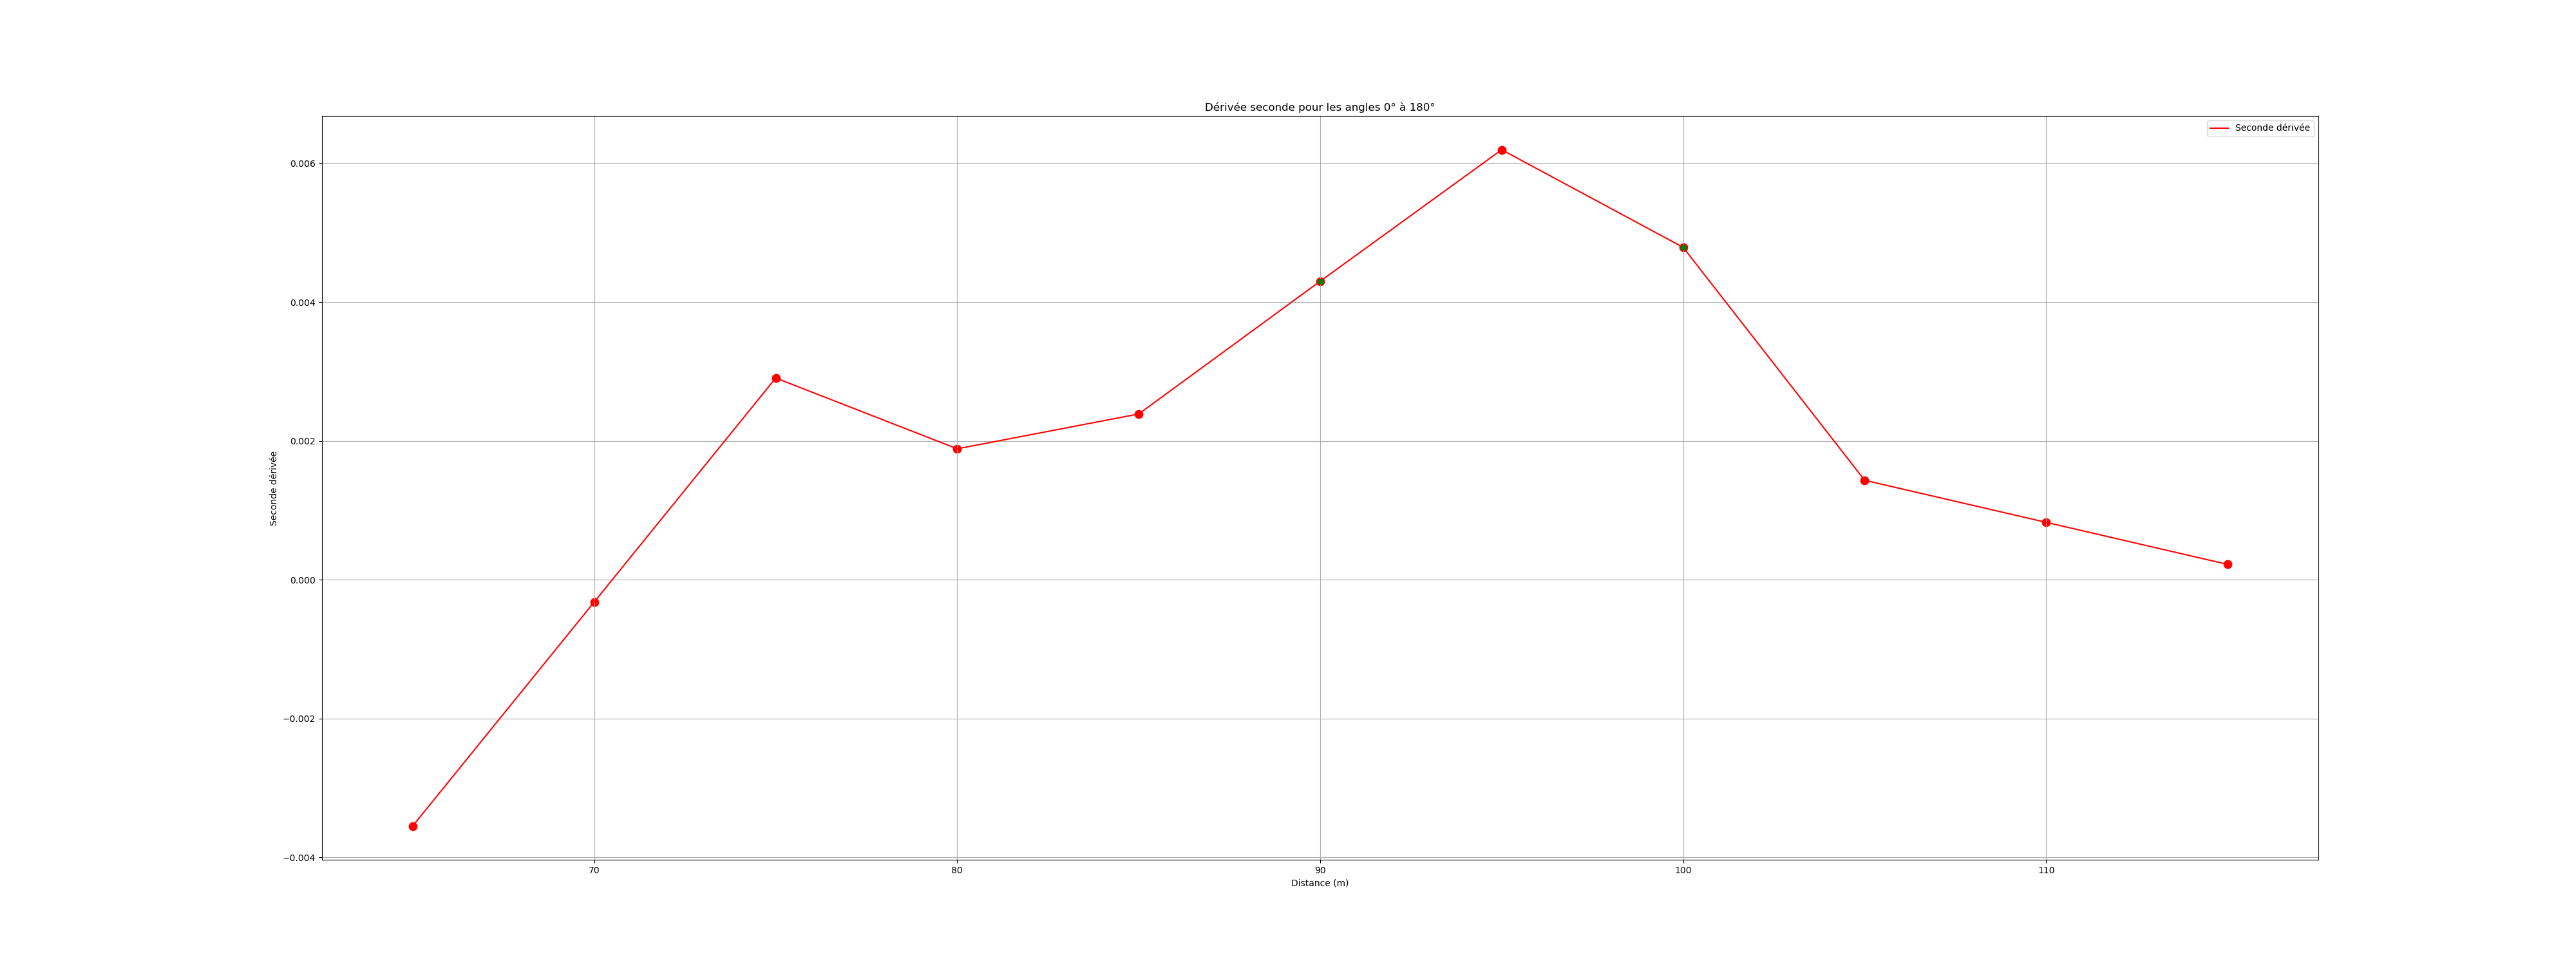 Dérivée seconde pour les angles 0° à 180°
Seconde dérivée
0.006
0.004
0.002
0.000
−0.002
−0.004
Seconde dérivée
70
80
90
100
110
Distance (m)